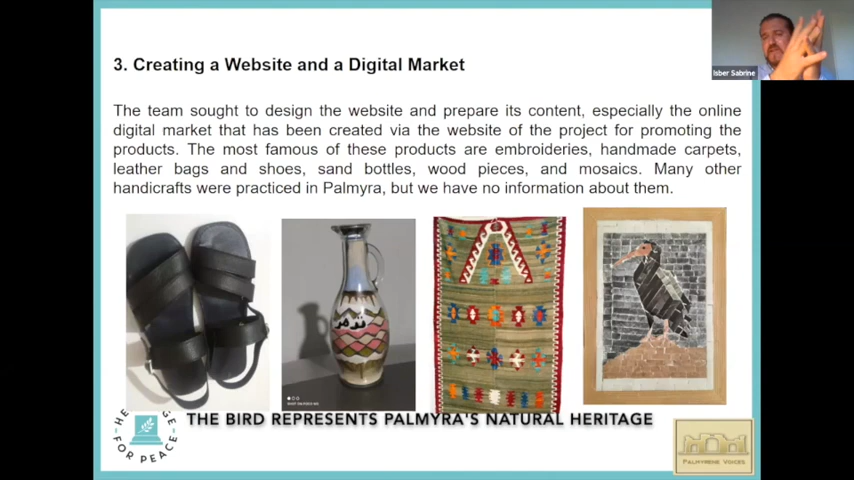 Isber Sabrine
3. Creating a Website and a Digital Market
The team sought to design the website and prepare its content, especially the online
digital market that has been created via the website of the project for promoting the
products. The most famous of these products are embroideries, handmade carpets,
leather bags and shoes, sand bottles, wood pieces, and mosaics. Many other
handicrafts were practiced in Palmyra, but we have no information about them.
تدمر
THE BIRD REPRESENTS PALMYRA'S NATURAL HERITAGE
FOR PEACE
PALMYRENE VOICES